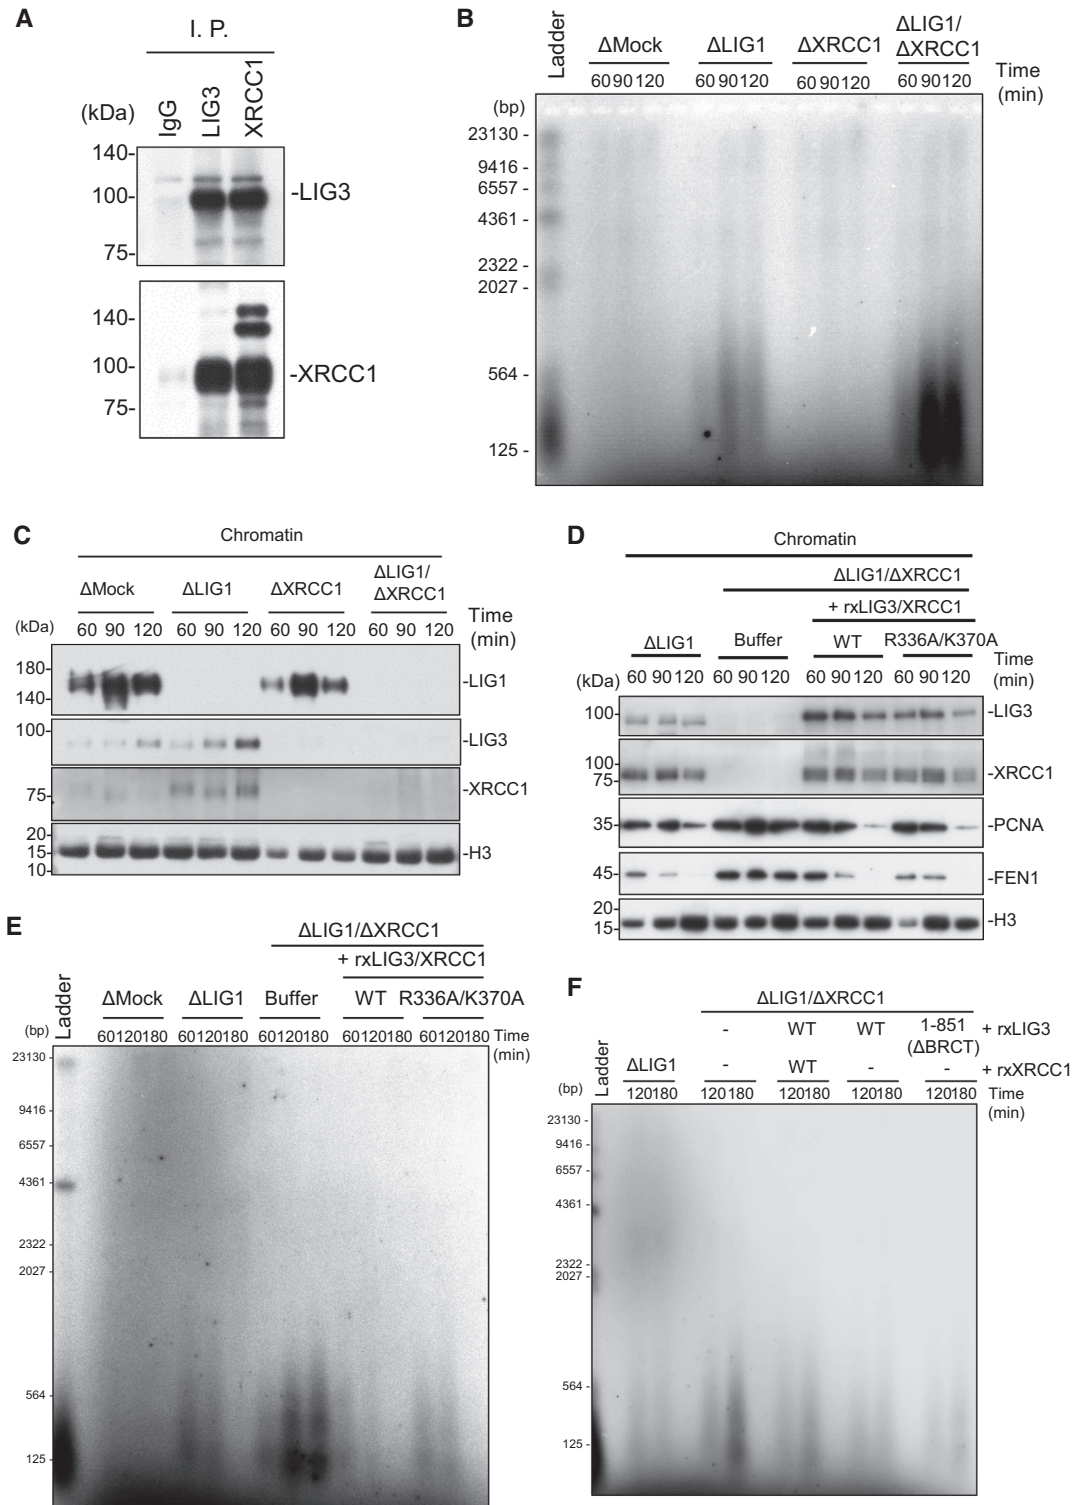 A
I. P.
(kDa)
IgG
LIG3
XRCC1
140-
100-
75-
-LIG3
140-
100-
75-
-XRCC1
B
Ladder
ΔMock
ΔLIG1
ΔXRCC1
ΔLIG1/
ΔXRCC1
60 90 120 60 90 120 60 90 120 60 90 120
Time
(min)
(bp)
23130 -
9416 -
6557 -
4361 -
2322 -
2027 -
564 -
125 -
C
Chromatin
ΔMock
ΔLIG1
ΔXRCC1
ΔLIG1/
ΔXRCC1
Time
(min)
(kDa)
60 90 120 60 90 120 60 90 120 60 90 120
180-
140-
-LIG1
100-
-LIG3
75-
-XRCC1
20-
15-
10-
-H3
D
Chromatin
ΔLIG1/ΔXRCC1
+ rxLIG3/XRCC1
ΔLIG1
Buffer
WT
R336A/K370A
Time
(min)
(kDa)
60 90 120 60 90 120 60 90 120 60 90 120
100-
-LIG3
100-
75-
-XRCC1
35-
-PCNA
45-
-FEN1
20-
15-
-H3
E
ΔLIG1/ΔXRCC1
+ rxLIG3/XRCC1
Ladder
ΔMock
ΔLIG1
Buffer
WT
R336A/K370A
(bp)
60120180 60120180 60120180 60120180 60120180
Time
(min)
23130 -
9416 -
6557 -
4361 -
2322 -
2027 -
564 -
125 -
F
ΔLIG1/ΔXRCC1
- WT WT 1-851
(ΔBRCT)
+ rxLIG3
Ladder
ΔLIG1
- WT - -
+ rxXRCC1
(bp)
120180 120180 120180 120180 120180
Time
(min)
23130 -
9416 -
6557 -
4361 -
2322 -
2027 -
564 -
125 -